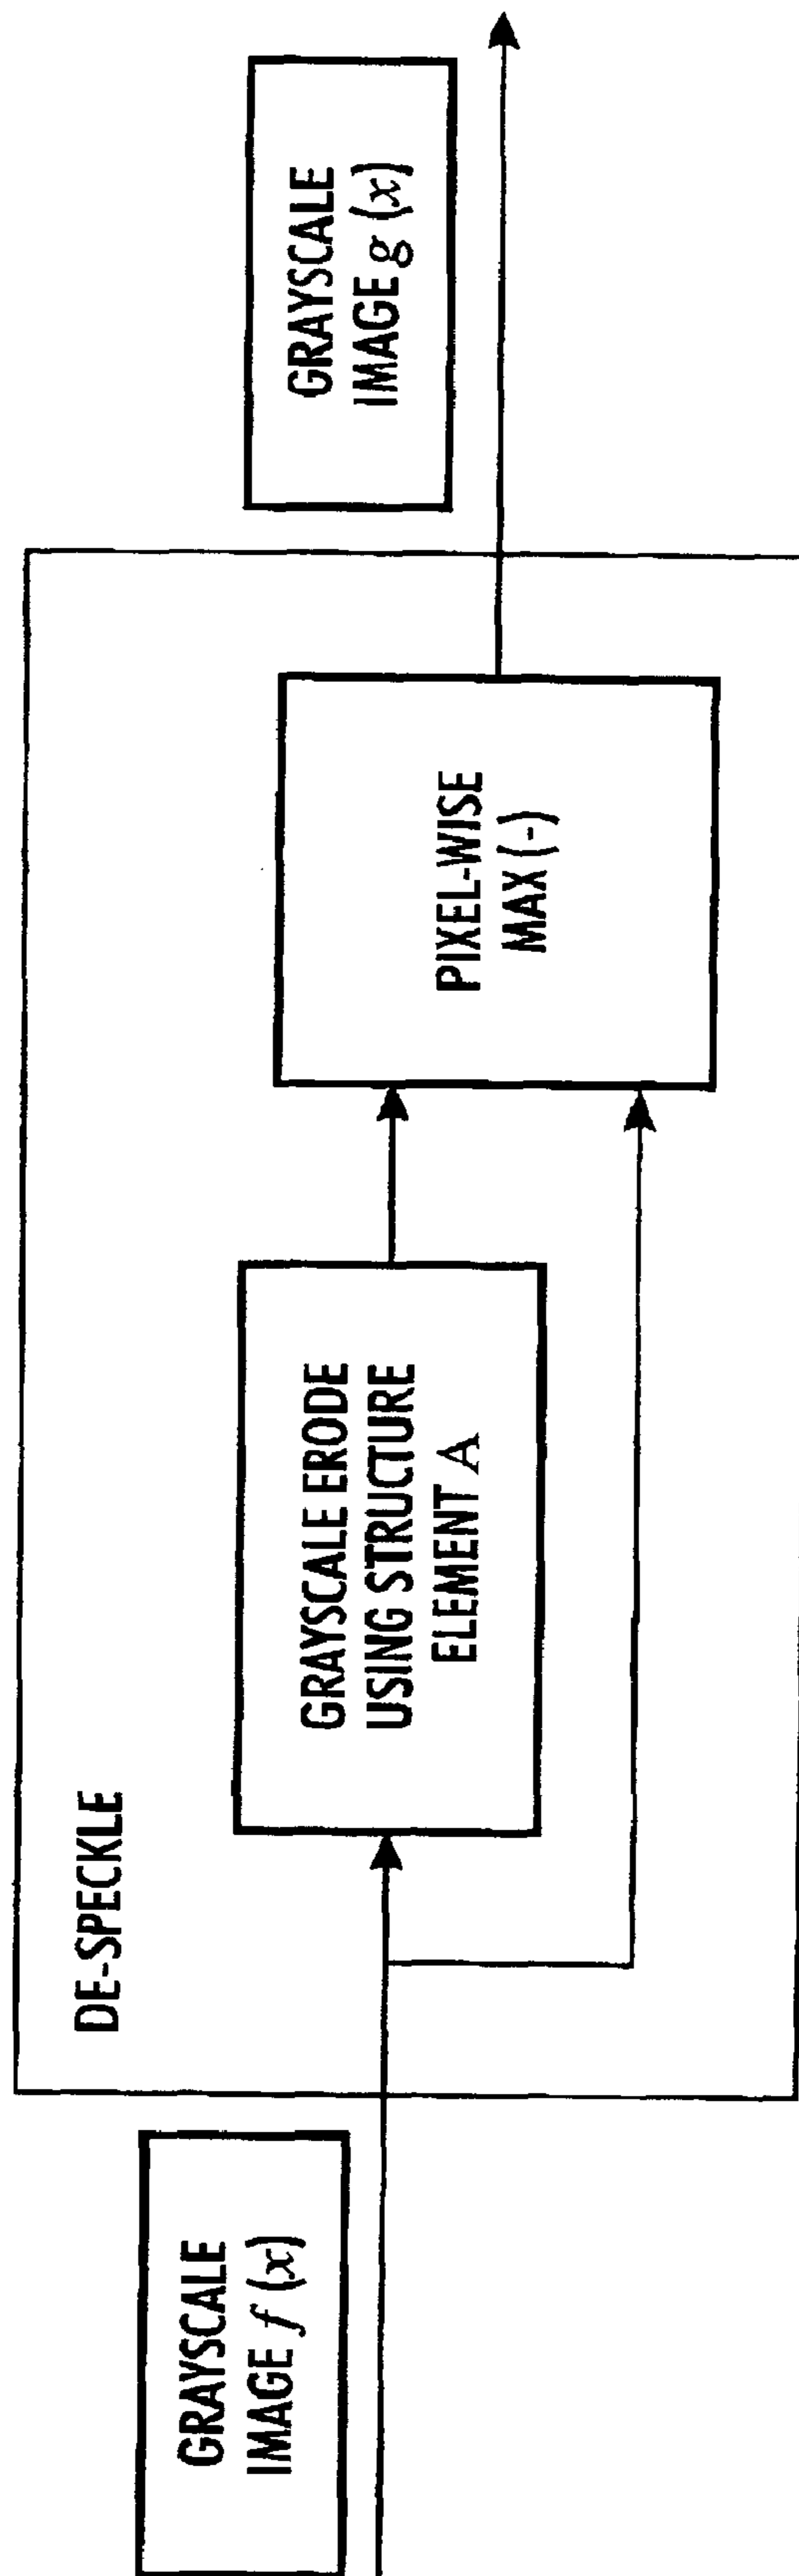 GRAYSCALE
IMAGE f (x)
DE-SPECKLE
GRAYSCALE ERODE
USING STRUCTURE
ELEMENT A
PIXEL-WISE
MAX (-)
GRAYSCALE
IMAGE g (x)